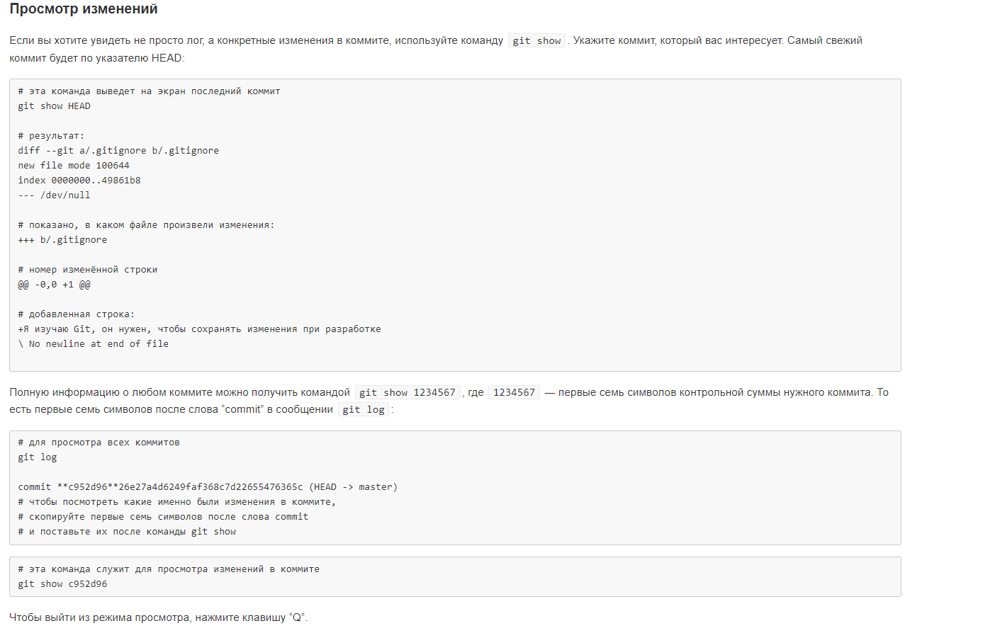 Просмотр изменений
Если вы хотите увидеть не просто лог, а конкретные изменения в коммите, используйте команду git show . Укажите коммит, который вас интересует. Самый свежий
коммит будет по указателю HEAD:
# эта команда выведет на экран последний коммит
git show HEAD
# результат:
diff --git a/.gitignore b/.gitignore
new file mode 100644
index 0000000..49861b8
--- /dev/null
# показано, в каком файле произвели изменения:
+++ b/.gitignore
# номер изменённой строки
@@ -0,0 +1 @@
# добавленная строка:
+Я изучаю Git, он нужен, чтобы сохранять изменения при разработке
\ No newline at end of file
Полную информацию о любом коммите можно получить командой git show 1234567 , где 1234567 — первые семь символов контрольной суммы нужного коммита. То
есть первые семь символов после слова “commit” в сообщении git log :
# для просмотра всех коммитов
git log
commit **c952d96**26e27a4d6249faf368c7d22655476365c (HEAD -> master)
# чтобы посмотреть какие именно были изменения в коммите,
# скопируйте первые семь символов после слова commit
# и поставьте их после команды git show
# эта команда служит для просмотра изменений в коммите
git show c952d96
Чтобы выйти из режима просмотра, нажмите клавишу “Q”.